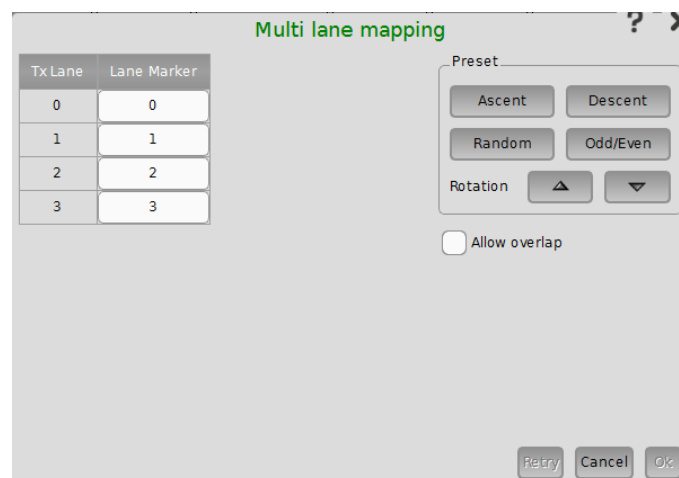 Multi lane mapping
?
Tx Lane Lane Marker
0 0
1 1
2 2
3 3
Preset
Ascent Descent
Random Odd/Even
Rotation
Allow overlap
Retry Cancel Ok